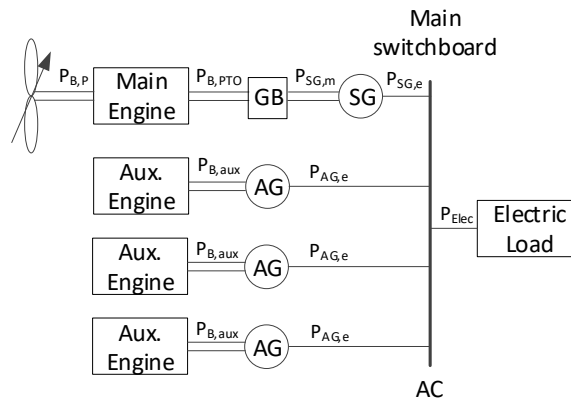 Main
switchboard
P_B,P
Main
Engine
P_B,PTO
GB
P_SG,m
SG
P_SG,e
Aux.
Engine
P_B,aux
AG
P_AG,e
P_Elec
Electric
Load
Aux.
Engine
P_B,aux
AG
P_AG,e
Aux.
Engine
P_B,aux
AG
P_AG,e
AC